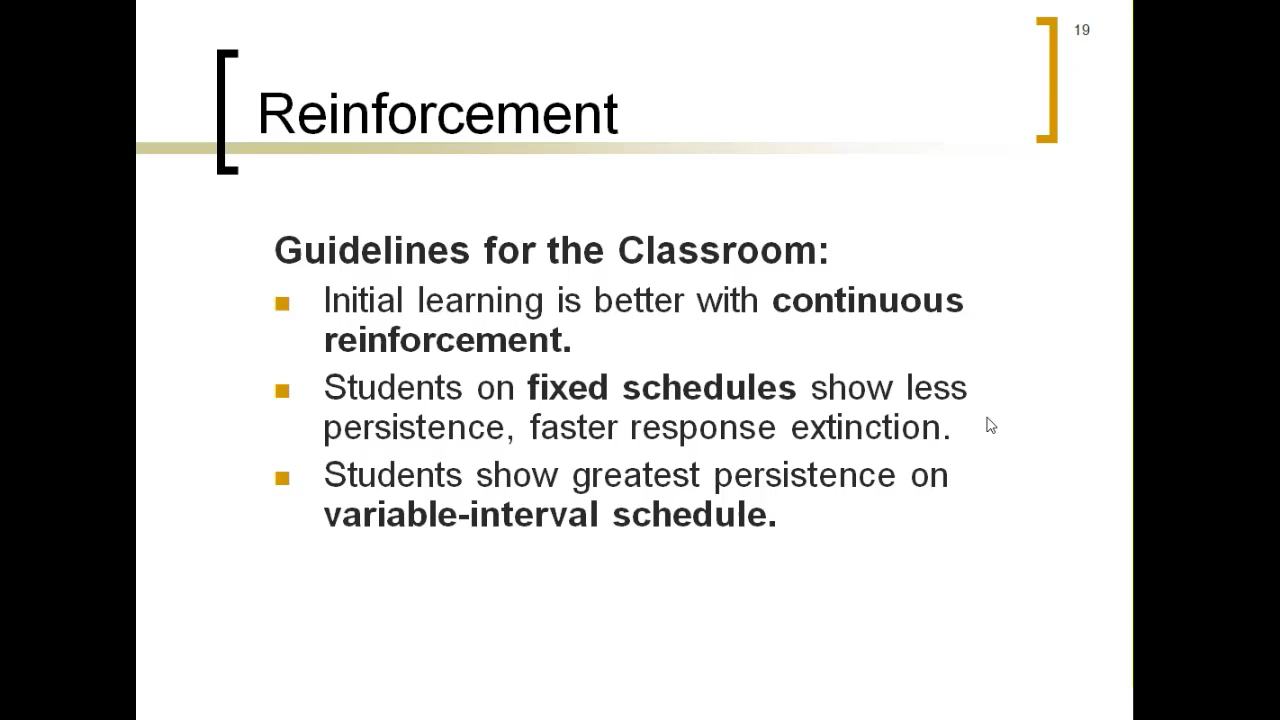 19
Reinforcement
Guidelines for the Classroom:
Initial learning is better with continuous
reinforcement.
Students on fixed schedules show less
persistence, faster response extinction.
Students show greatest persistence on
variable-interval schedule.